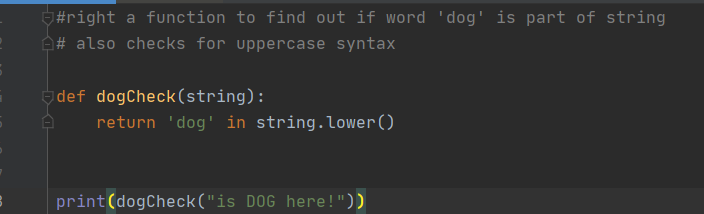 #right a function to find out if word 'dog' is part of string
# also checks for uppercase syntax
def dogCheck(string):
return 'dog' in string.lower()
print(dogCheck("is DOG here!"))